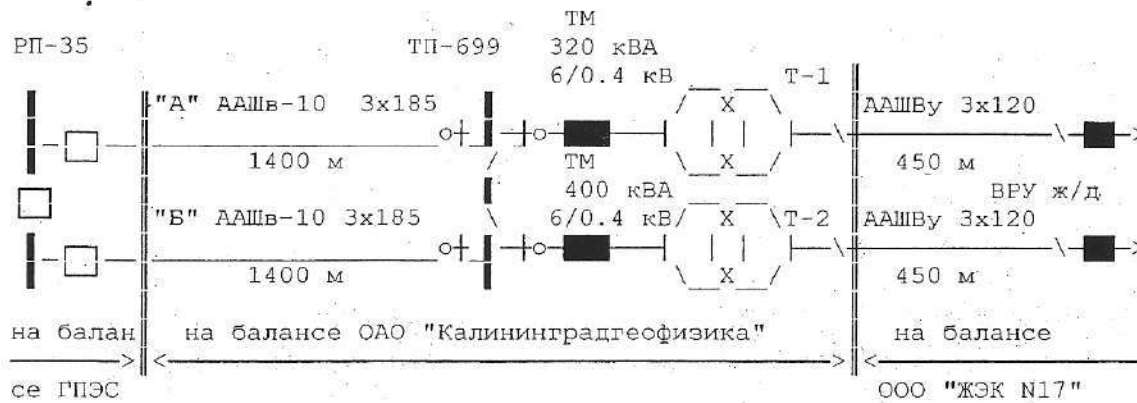 ТМ
РП-35 ТП-699 320 кВА
6/0.4 кВ Т-1
"А" ААШв-10 3х185 Х ААШВу 3х120
1400 м ТМ Х 450 м
400 кВА ВРУ ж/д
"Б" ААШв-10 3х185 6/0.4 кВ Х Т-2 ААШВу 3х120
1400 м Х 450 м
на балан на балансе ОАО "Калининградгеофизика" на балансе
се ГПЭС ООО "ЖЭК N17"